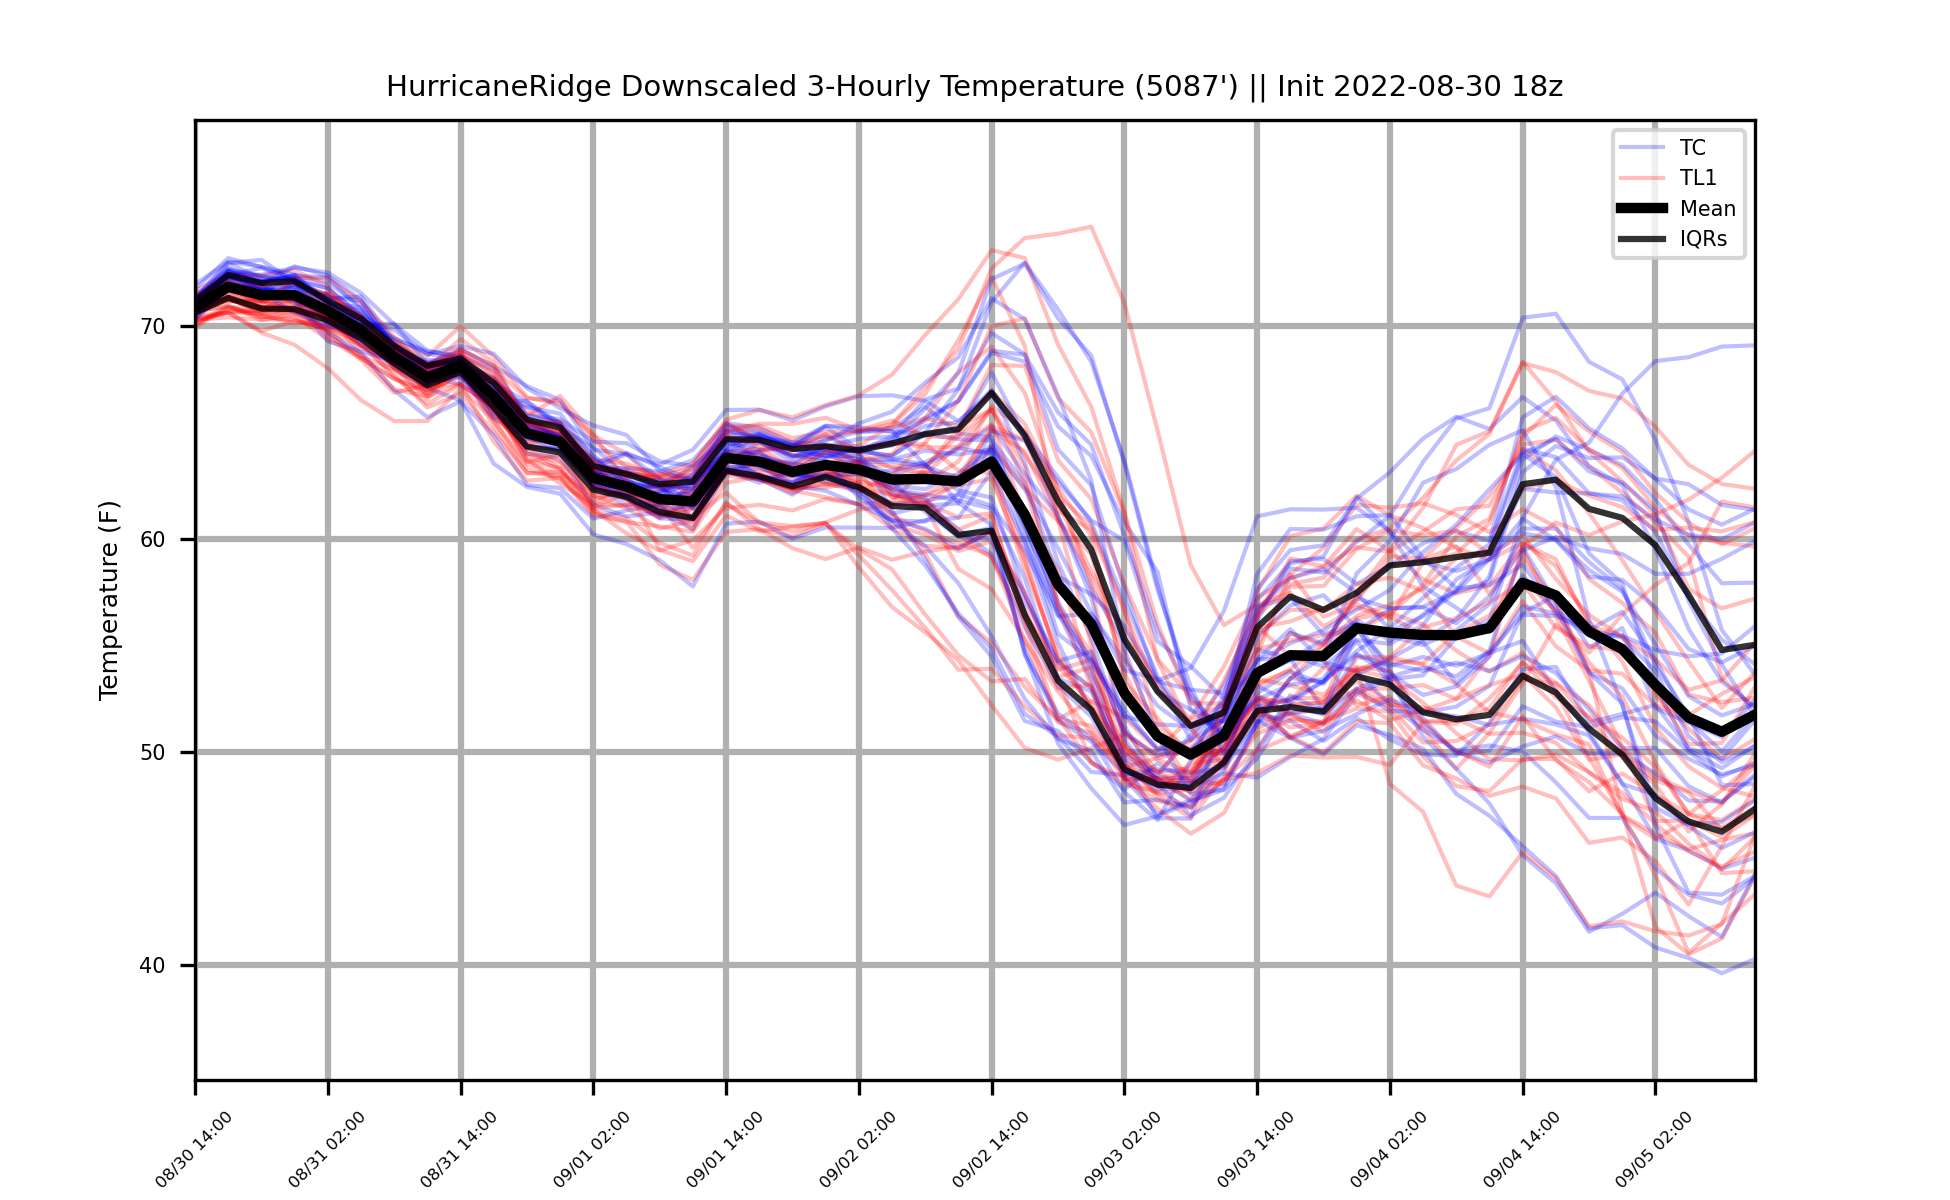 HurricaneRidge Downscaled 3-Hourly Temperature (5087') || Init 2022-08-30 18z
TC
TL1
Mean
IQRs
Temperature (F)
70
60
50
40
08/30 14:00
08/31 02:00
08/31 14:00
09/01 02:00
09/01 14:00
09/02 02:00
09/02 14:00
09/03 02:00
09/03 14:00
09/04 02:00
09/04 14:00
09/05 02:00